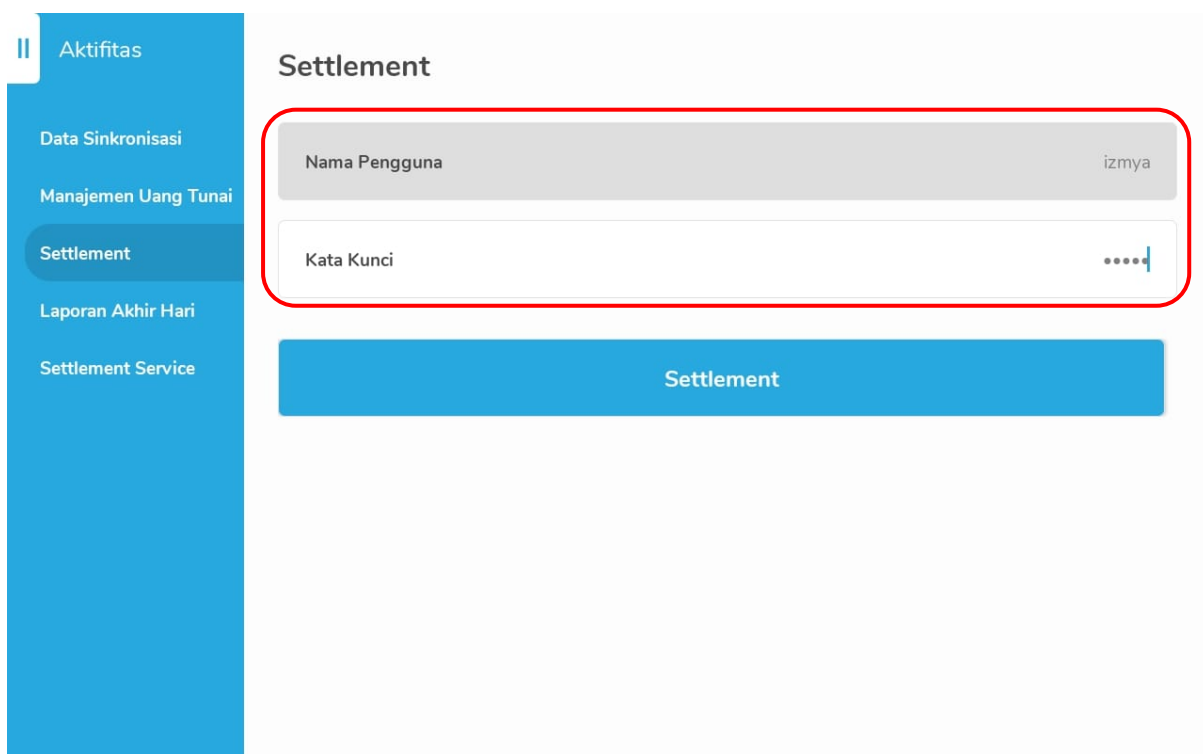 Aktifitas
Data Sinkronisasi
Manajemen Uang Tunai
Settlement
Laporan Akhir Hari
Settlement Service
Settlement
Nama Pengguna izmya
Kata Kunci •••••
Settlement